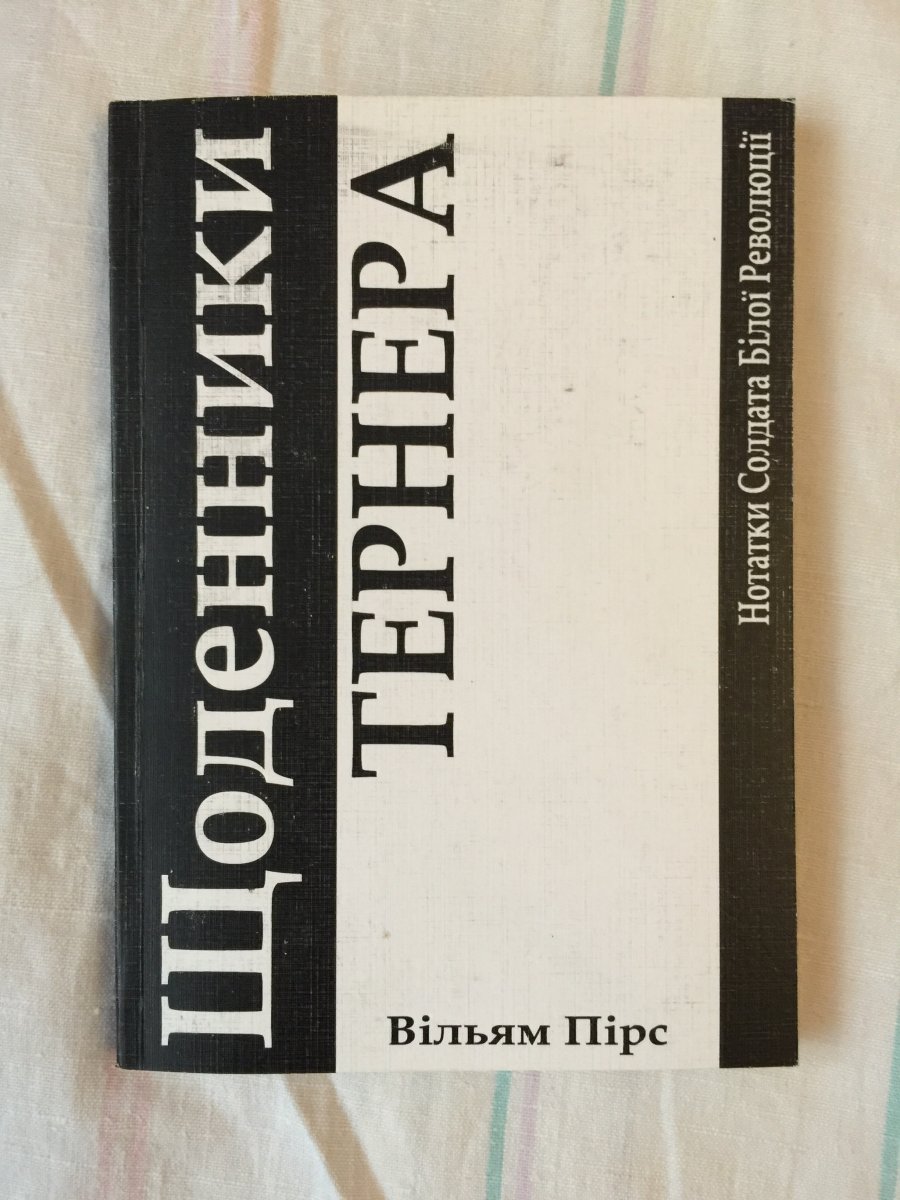 Щоденники
ТЕРНЕРА
Вільям Пірс
Нотатки Солдата Білої Революції